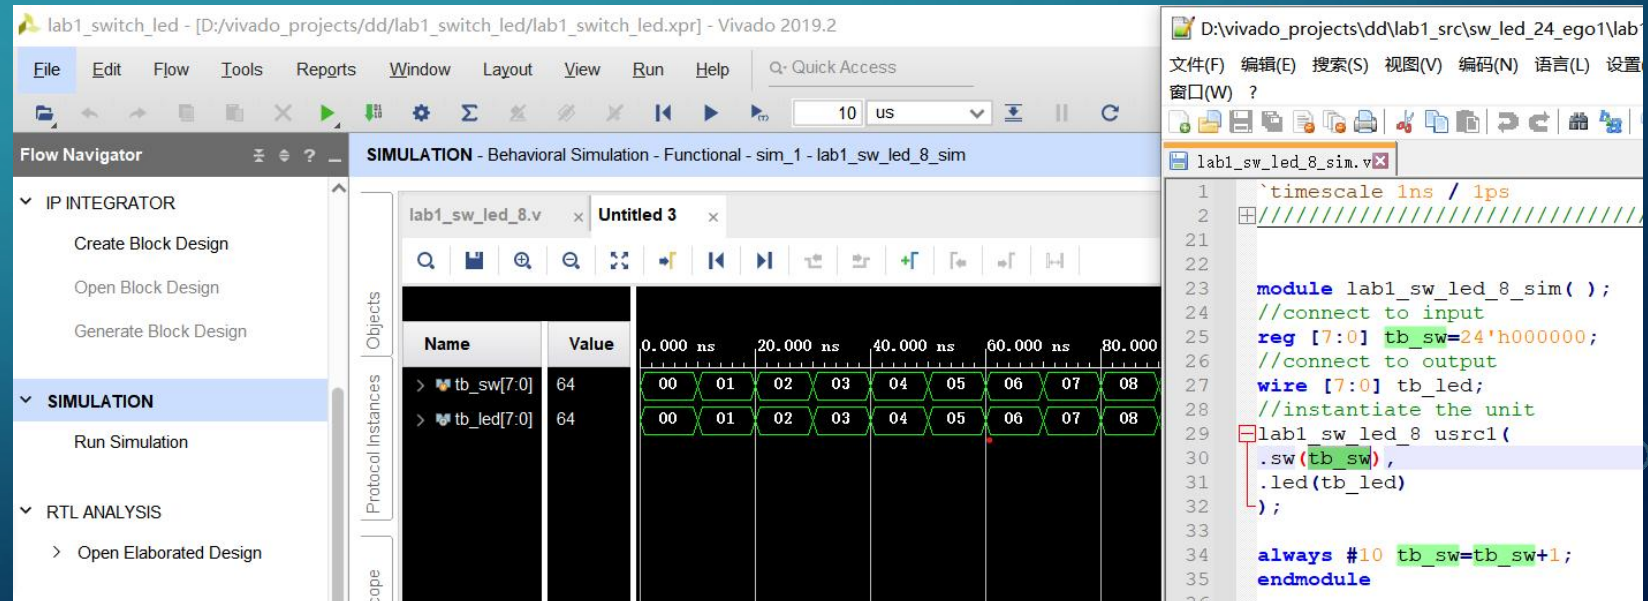 lab1_switch_led - [D:/vivado_projects/dd/lab1_switch_led/lab1_switch_led.xpr] - Vivado 2019.2
File Edit Flow Tools Reports Window Layout View Run Help Quick Access
10 us
Flow Navigator ? _
IP INTEGRATOR
Create Block Design
Open Block Design
Generate Block Design
SIMULATION
Run Simulation
RTL ANALYSIS
Open Elaborated Design
SIMULATION - Behavioral Simulation - Functional - sim_1 - lab1_sw_led_8_sim
Objects
Protocol Instances
lab1_sw_led_8.v × Untitled 3 ×
Name Value 0.000 ns 20.000 ns 40.000 ns 60.000 ns 80.000
tb_sw[7:0] 64 00 01 02 03 04 05 06 07 08
tb_led[7:0] 64 00 01 02 03 04 05 06 07 08
D:\vivado_projects\dd\lab1_src\sw_led_24_ego1\lab
文件(F) 编辑(E) 搜索(S) 视图(V) 编码(N) 语言(L) 设置
窗口(W) ?
lab1_sw_led_8_sim.v
1 `timescale 1ns / 1ps
2 //////////////////////////////
21
22
23 module lab1_sw_led_8_sim( );
24 //connect to input
25 reg [7:0] tb_sw=24'h000000;
26 //connect to output
27 wire [7:0] tb_led;
28 //instantiate the unit
29 lab1_sw_led_8 usrc1(
30 .sw(tb_sw),
31 .led(tb_led)
32 );
33
34 always #10 tb_sw=tb_sw+1;
35 endmodule